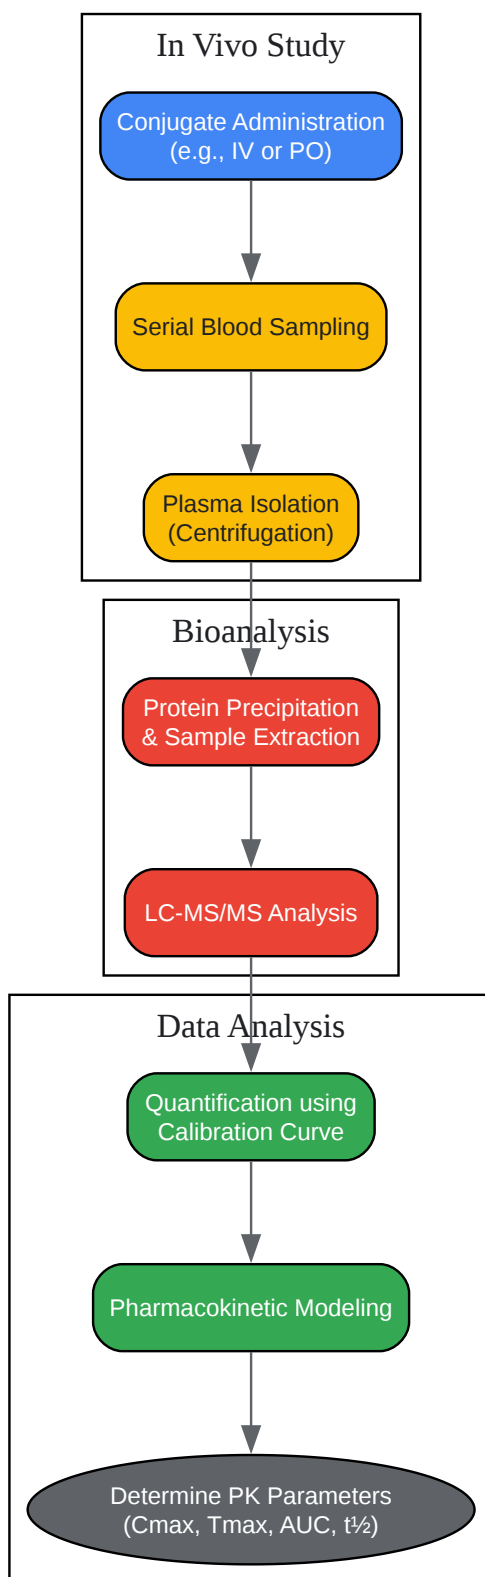 In Vivo Study
Conjugate Administration
(e.g., IV or PO)
Serial Blood Sampling
Plasma Isolation
(Centrifugation)
Bioanalysis
Protein Precipitation
& Sample Extraction
LC-MS/MS Analysis
Data Analysis
Quantification using
Calibration Curve
Pharmacokinetic Modeling
Determine PK Parameters
(Cmax, Tmax, AUC, t½)